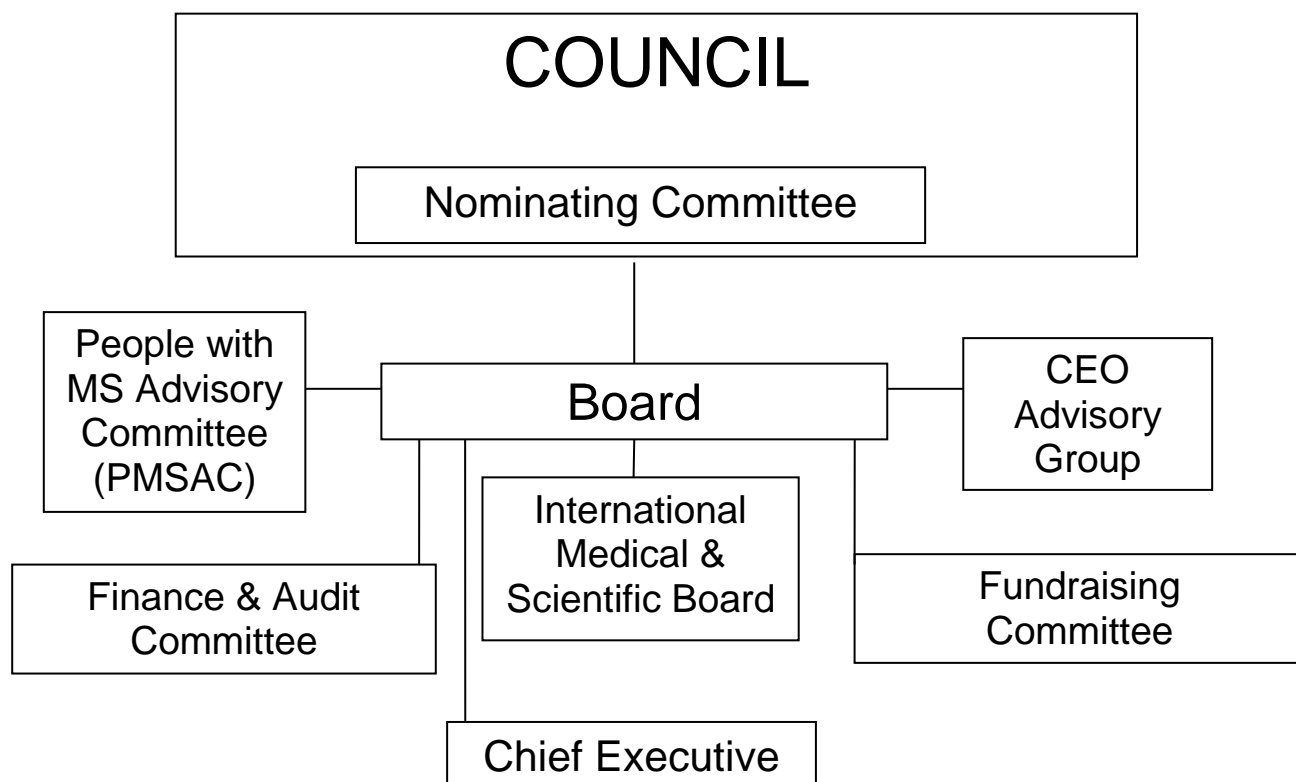 COUNCIL
Nominating Committee
People with
MS Advisory
Committee
(PMSAC)
Board
CEO
Advisory
Group
International
Medical &
Scientific Board
Finance & Audit
Committee
Fundraising
Committee
Chief Executive